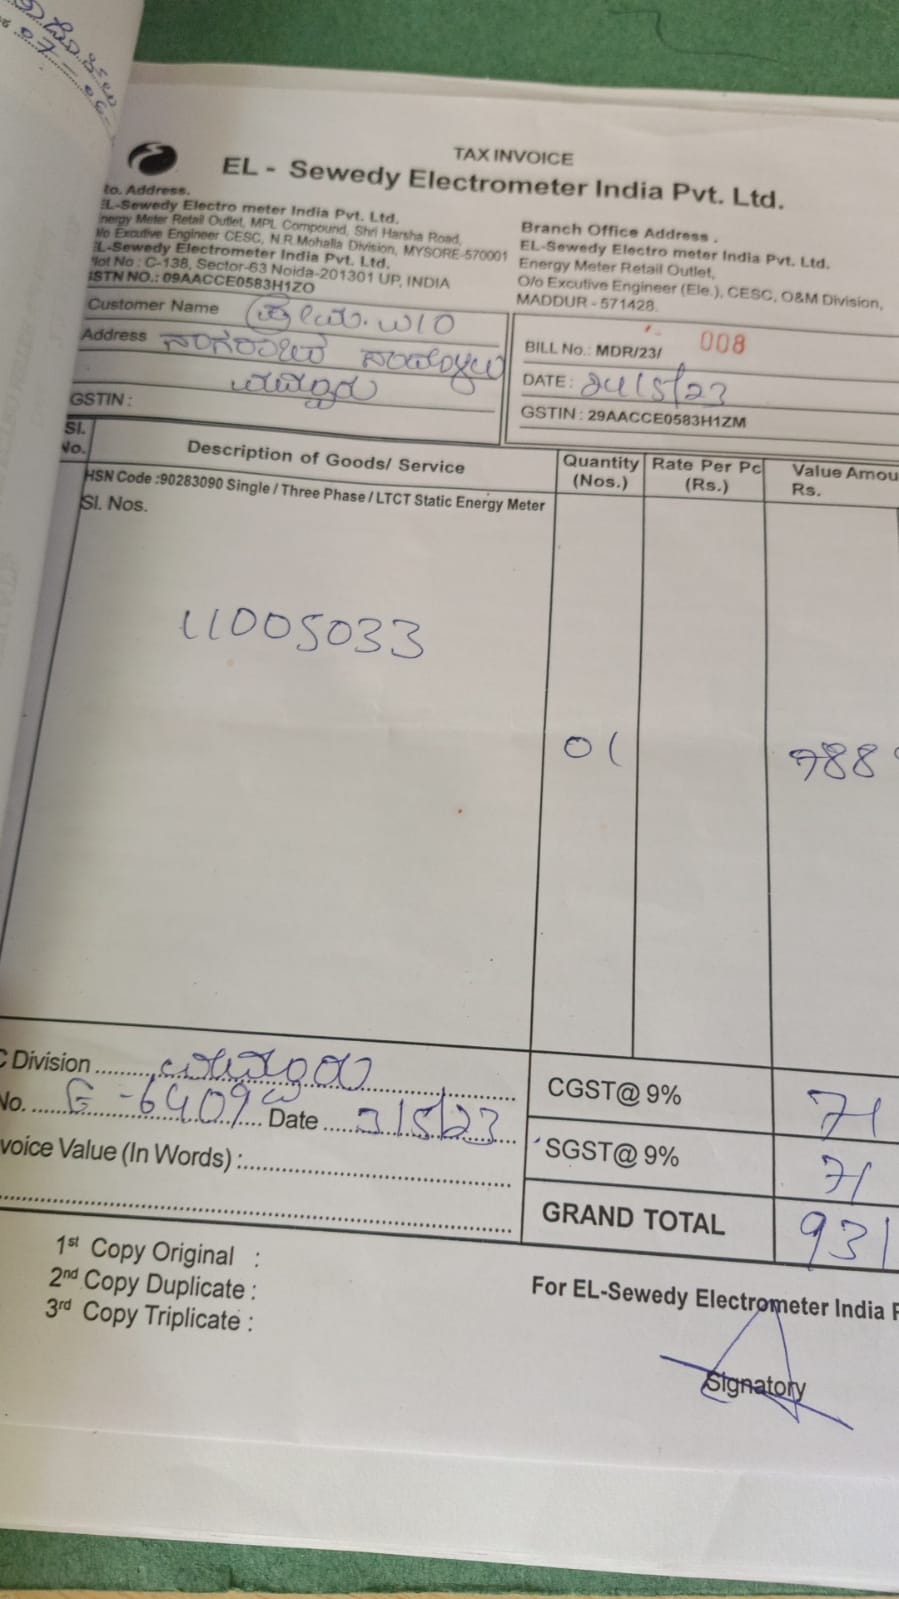 TAX INVOICE
EL - Sewedy Electrometer India Pvt. Ltd.
to. Address.
EL-Sewedy Electro meter India Pvt. Ltd.
nergy Meter Retail Outlet, MPL Compound, Shri Harsha Road,
/o Excutive Engineer CESC, N.R.Mohalla Division, MYSORE-570001
EL-Sewedy Electrometer India Pvt. Ltd.
Plot No : C-138, Sector-63 Noida-201301 UP, INDIA
GSTN NO.: 09AACCE0583H1ZO
Branch Office Address .
EL-Sewedy Electro meter India Pvt. Ltd.
Energy Meter Retail Outlet,
O/o Excutive Engineer (Ele.), CESC, O&M Division,
MADDUR - 571428.
Customer Name
Address
GSTIN :
BILL No.: MDR/23/ 008
DATE : 24/5/23
GSTIN : 29AACCE0583H1ZM
Sl. No. Description of Goods/ Service Quantity (Nos.) Rate Per Pc (Rs.) Value Amou Rs.
HSN Code :90283090 Single / Three Phase / LTCT Static Energy Meter
Sl. Nos.
11005033
01 788
C Division
No. Date 3/5/23
voice Value (In Words) :
CGST@ 9% 71
SGST@ 9% 71
GRAND TOTAL 931
1st Copy Original :
2nd Copy Duplicate :
3rd Copy Triplicate :
For EL-Sewedy Electrometer India P
Signatory